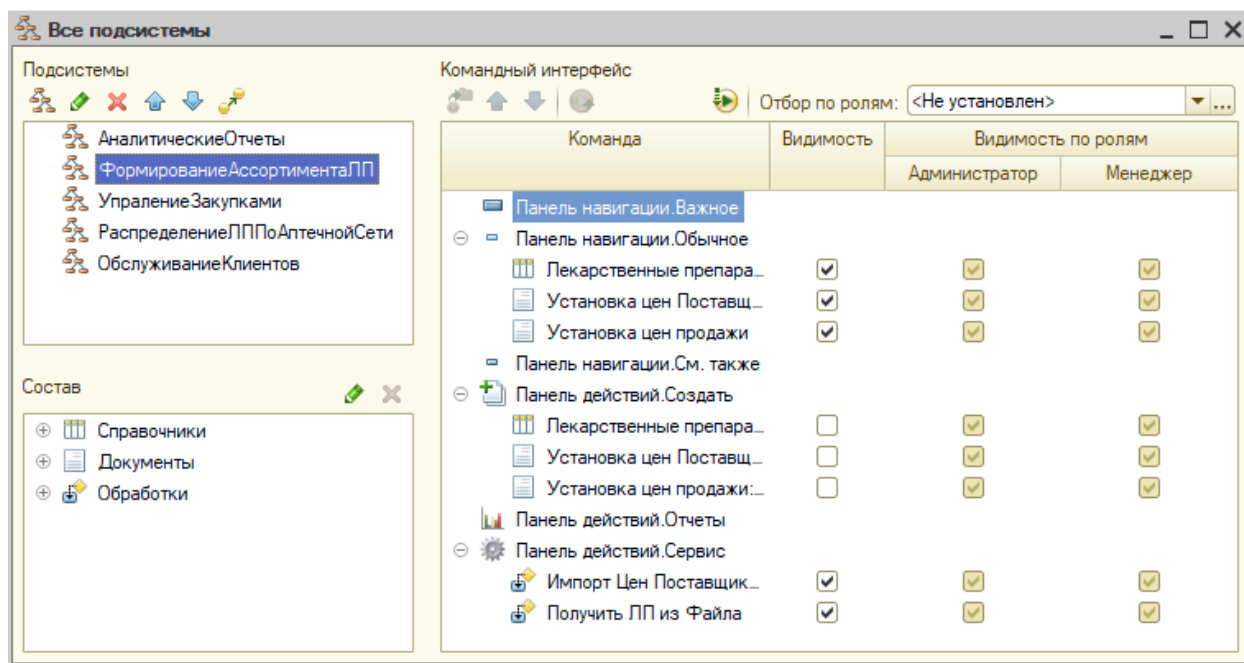 Все подсистемы
Подсистемы
АналитическиеОтчеты
ФормированиеАссортиментаЛП
УпралениеЗакупками
РаспределениеЛППоАптечнойСети
ОбслуживаниеКлиентов
Состав
Справочники
Документы
Обработки
Командный интерфейс
Отбор по ролям: <Не установлен>
Команда Видимость Видимость по ролям
Администратор Менеджер
Панель навигации.Важное
Панель навигации.Обычное
Лекарственные препара...
Установка цен Поставщ...
Установка цен продажи
Панель навигации.См. также
Панель действий.Создать
Лекарственные препара...
Установка цен Поставщ...
Установка цен продажи:...
Панель действий.Отчеты
Панель действий.Сервис
Импорт Цен Поставщик...
Получить ЛП из Файла